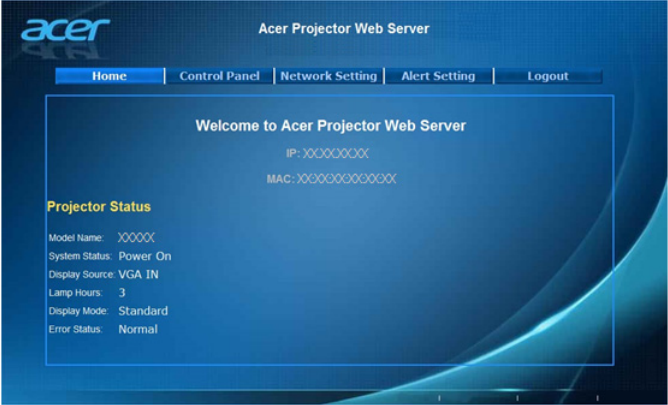 acer
Acer Projector Web Server
Home Control Panel Network Setting Alert Setting Logout
Welcome to Acer Projector Web Server
IP: XXXXXXXX
MAC: XXXXXXXXXXXX
Projector Status
Model Name: XXXXX
System Status: Power On
Display Source: VGA IN
Lamp Hours: 3
Display Mode: Standard
Error Status: Normal